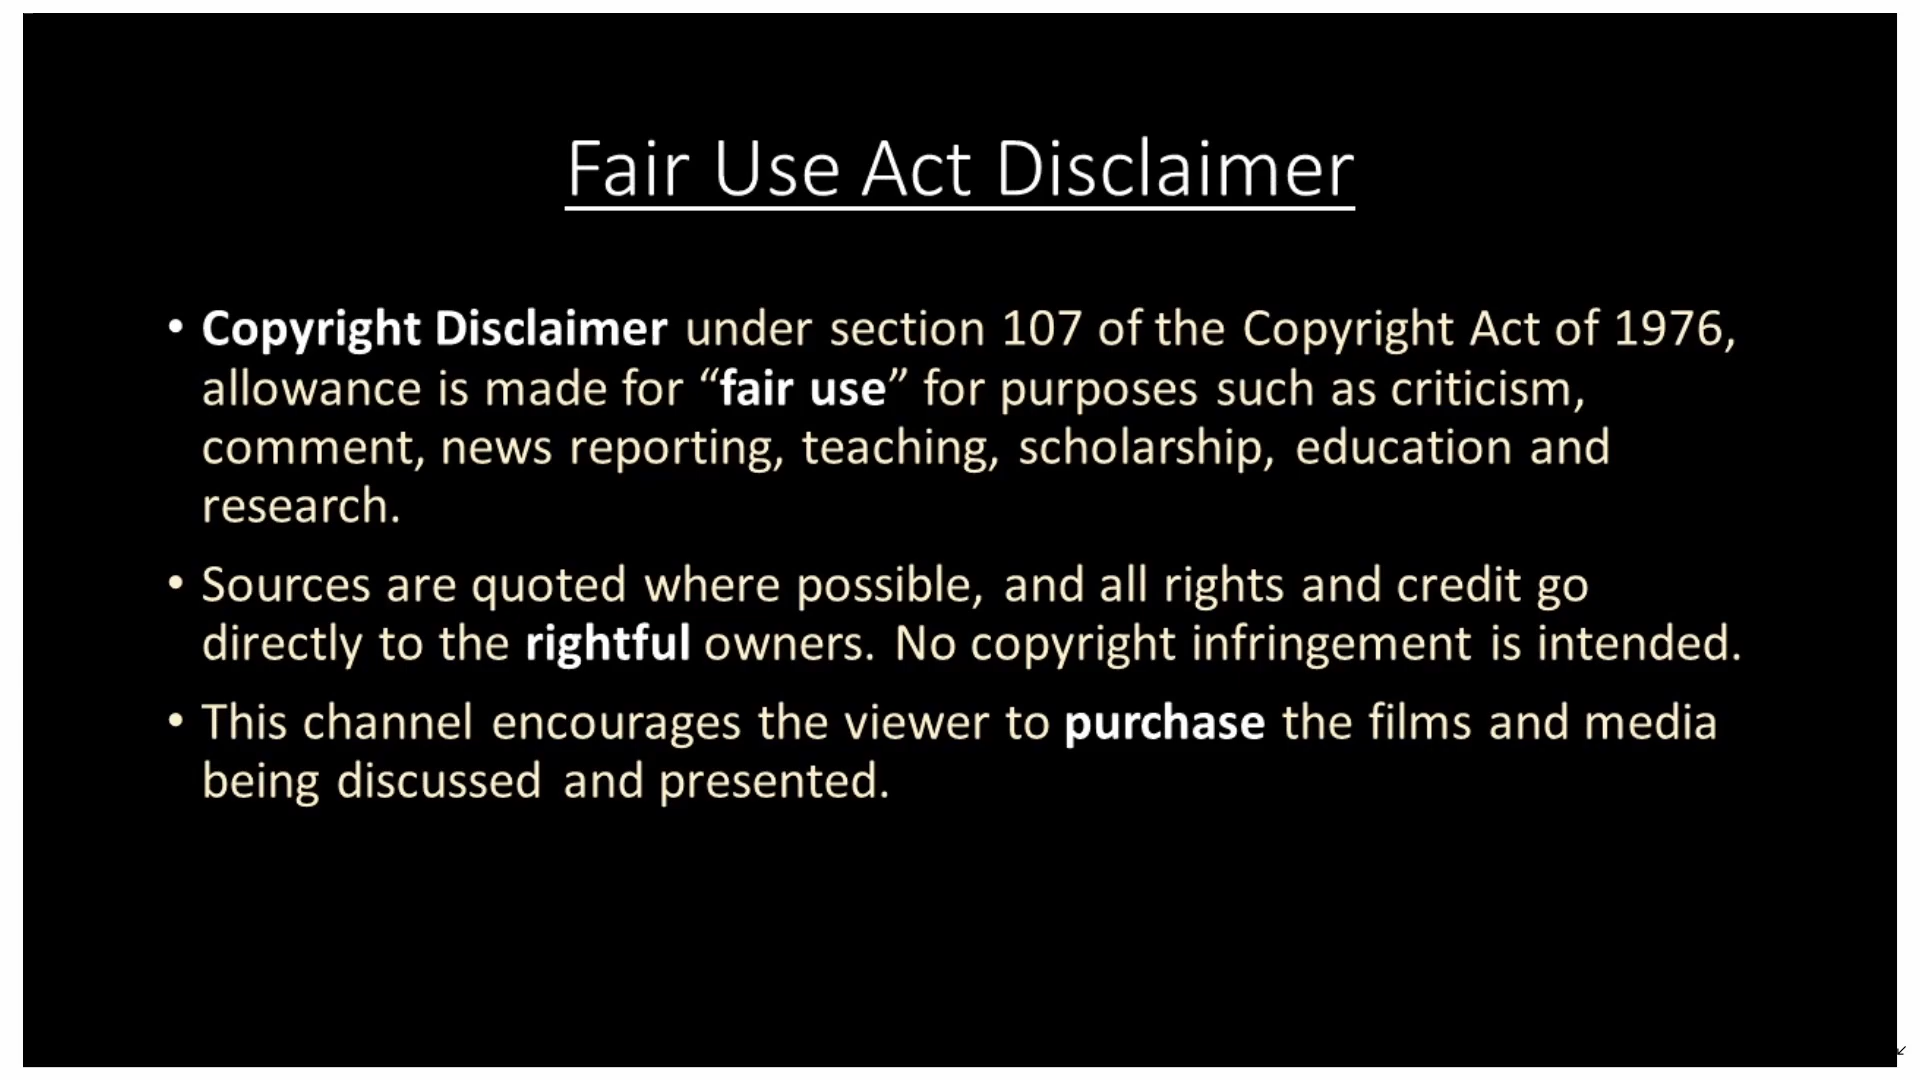 Fair Use Act Disclaimer
• Copyright Disclaimer under section 107 of the Copyright Act of 1976,
allowance is made for “fair use” for purposes such as criticism,
comment, news reporting, teaching, scholarship, education and
research.
• Sources are quoted where possible, and all rights and credit go
directly to the rightful owners. No copyright infringement is intended.
• This channel encourages the viewer to purchase the films and media
being discussed and presented.